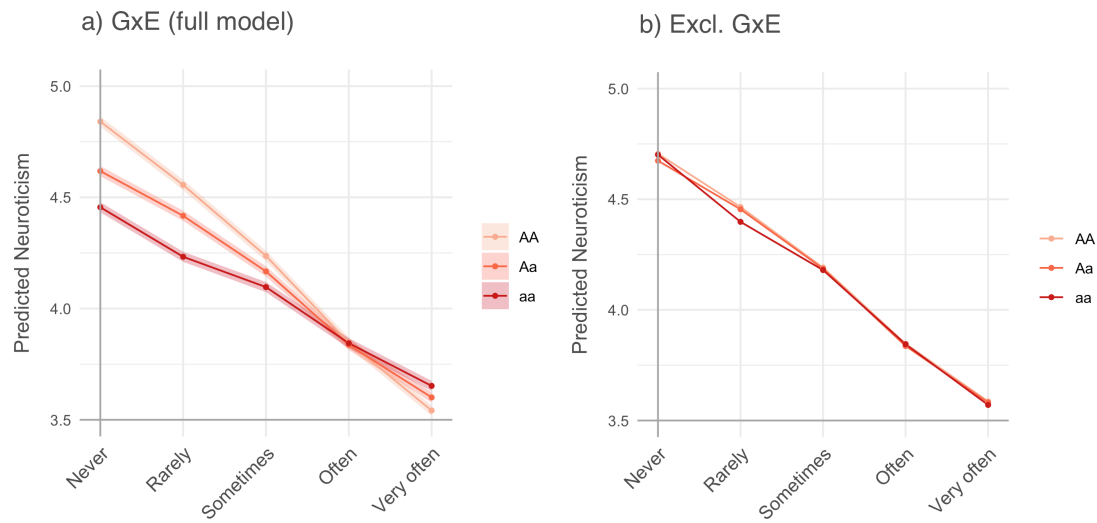 a) GxE (full model)
b) Excl. GxE
Predicted Neuroticism
5.0
4.5
4.0
3.5
Never
Rarely
Sometimes
Often
Very often
AA
Aa
aa
Predicted Neuroticism
5.0
4.5
4.0
3.5
Never
Rarely
Sometimes
Often
Very often
AA
Aa
aa